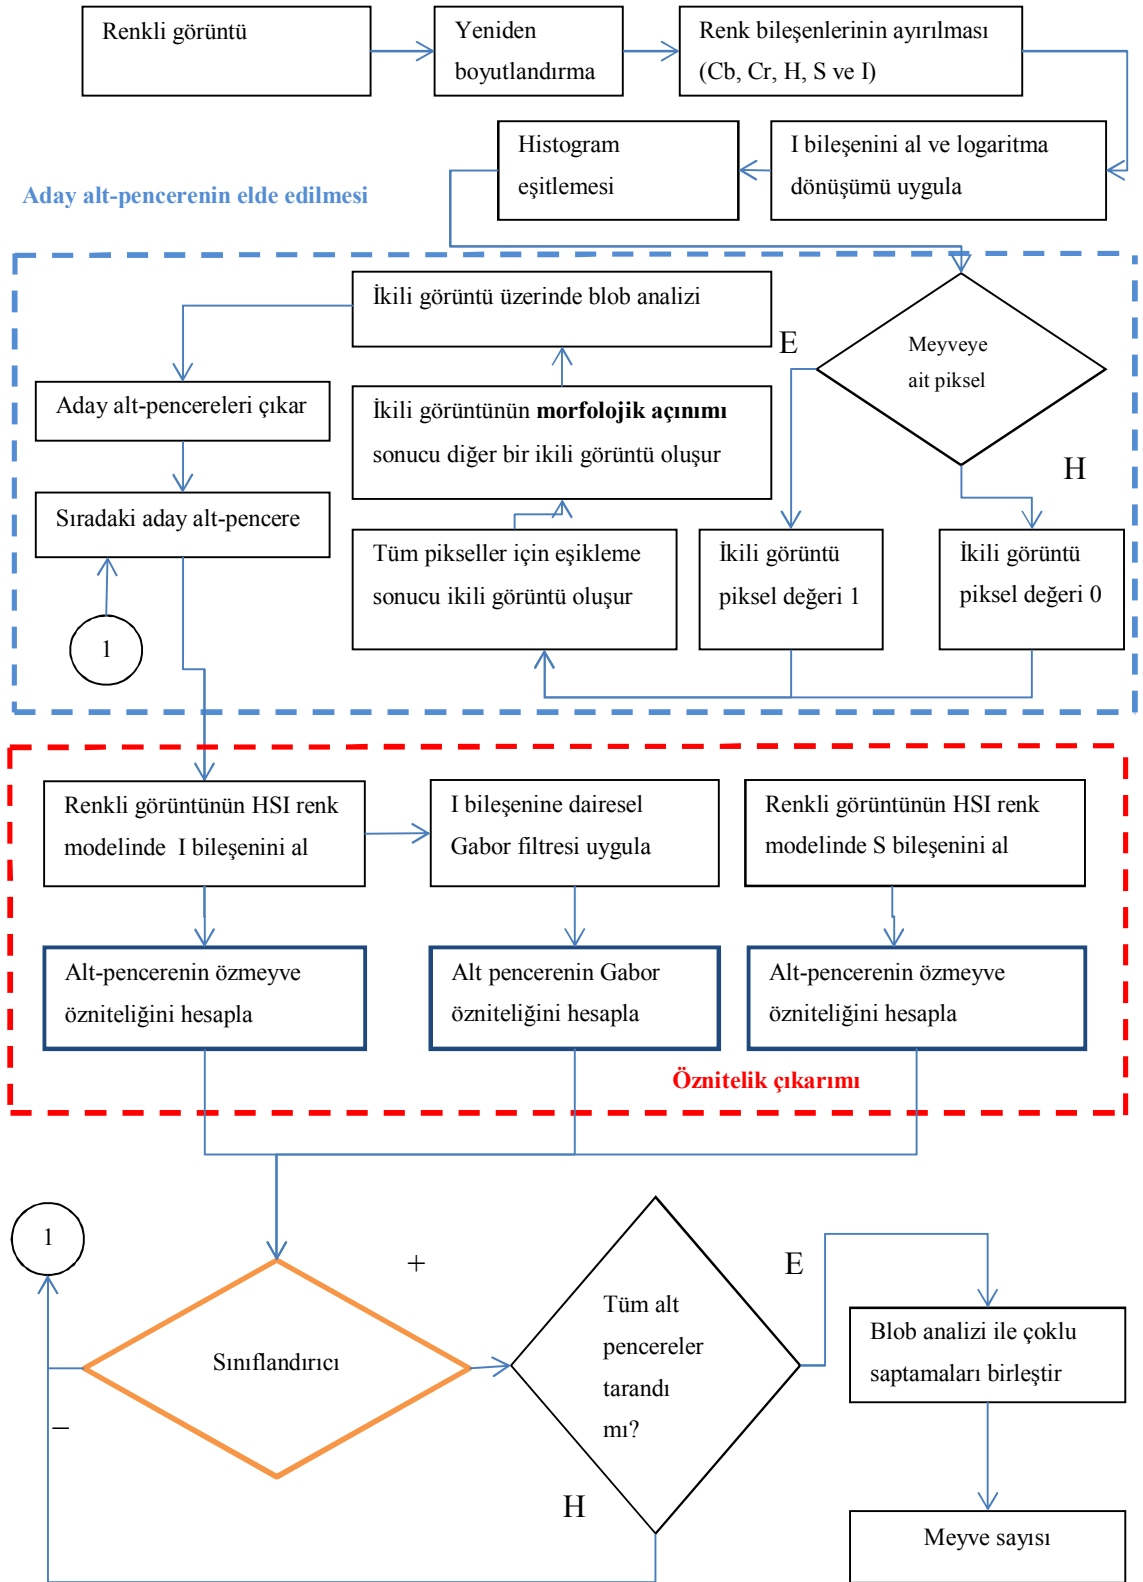 Renkli görüntü
Yeniden
boyutlandırma
Renk bileşenlerinin ayırılması
(Cb, Cr, H, S ve I)
Histogram
eşitlemesi
I bileşenini al ve logaritma
dönüşümü uygula
Aday alt-pencerenin elde edilmesi
İkili görüntü üzerinde blob analizi
E
Meyveye
ait piksel
H
Aday alt-pencereleri çıkar
İkili görüntünün morfolojik açınımı
sonucu diğer bir ikili görüntü oluşur
Sıradaki aday alt-pencere
Tüm pikseller için eşikleme
sonucu ikili görüntü oluşur
İkili görüntü
piksel değeri 1
İkili görüntü
piksel değeri 0
1
Renkli görüntünün HSI renk
modelinde I bileşenini al
I bileşenine dairesel
Gabor filtresi uygula
Renkli görüntünün HSI renk
modelinde S bileşenini al
Alt-pencerenin özmeyve
özniteliğini hesapla
Alt pencerenin Gabor
özniteliğini hesapla
Alt-pencerenin özmeyve
özniteliğini hesapla
Öznitelik çıkarımı
1
+
E
Sınıflandırıcı
Tüm alt
pencereler
tarandı
mı?
Blob analizi ile çoklu
saptamaları birleştir
–
H
Meyve sayısı